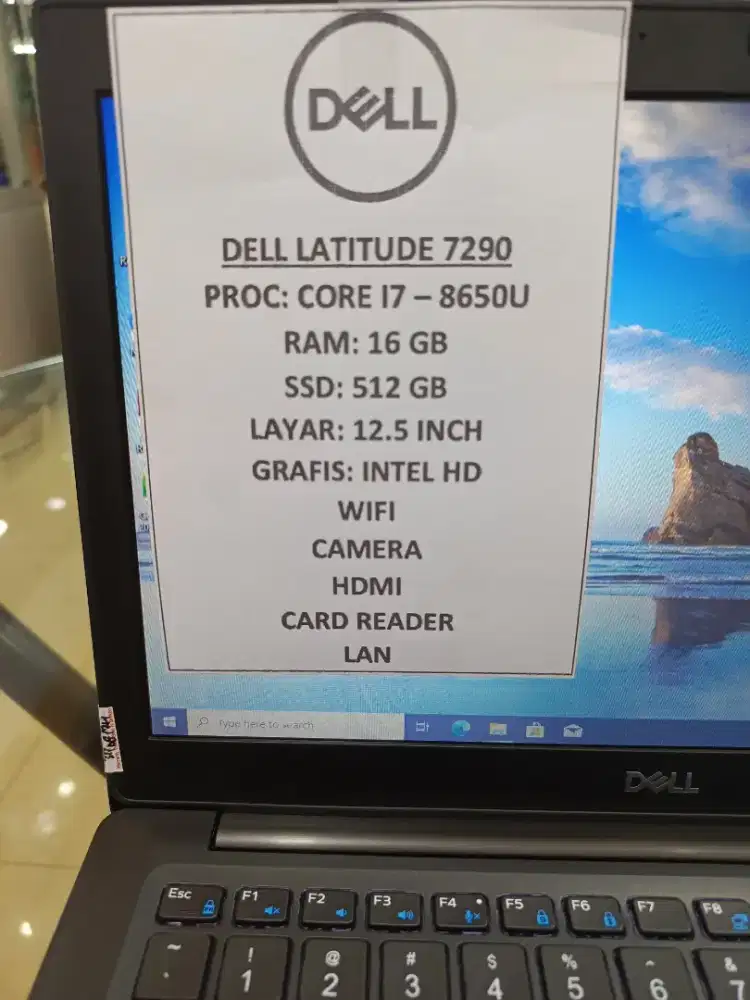 DELL
DELL LATITUDE 7290
PROC: CORE I7 – 8650U
RAM: 16 GB
SSD: 512 GB
LAYAR: 12.5 INCH
GRAFIS: INTEL HD
WIFI
CAMERA
HDMI
CARD READER
LAN
Type here to search
DELL
Esc F1 F2 F3 F4 F5 F6 F7 F8
~ ! @ # $ % ^ &
` 1 2 3 4 5 6 7